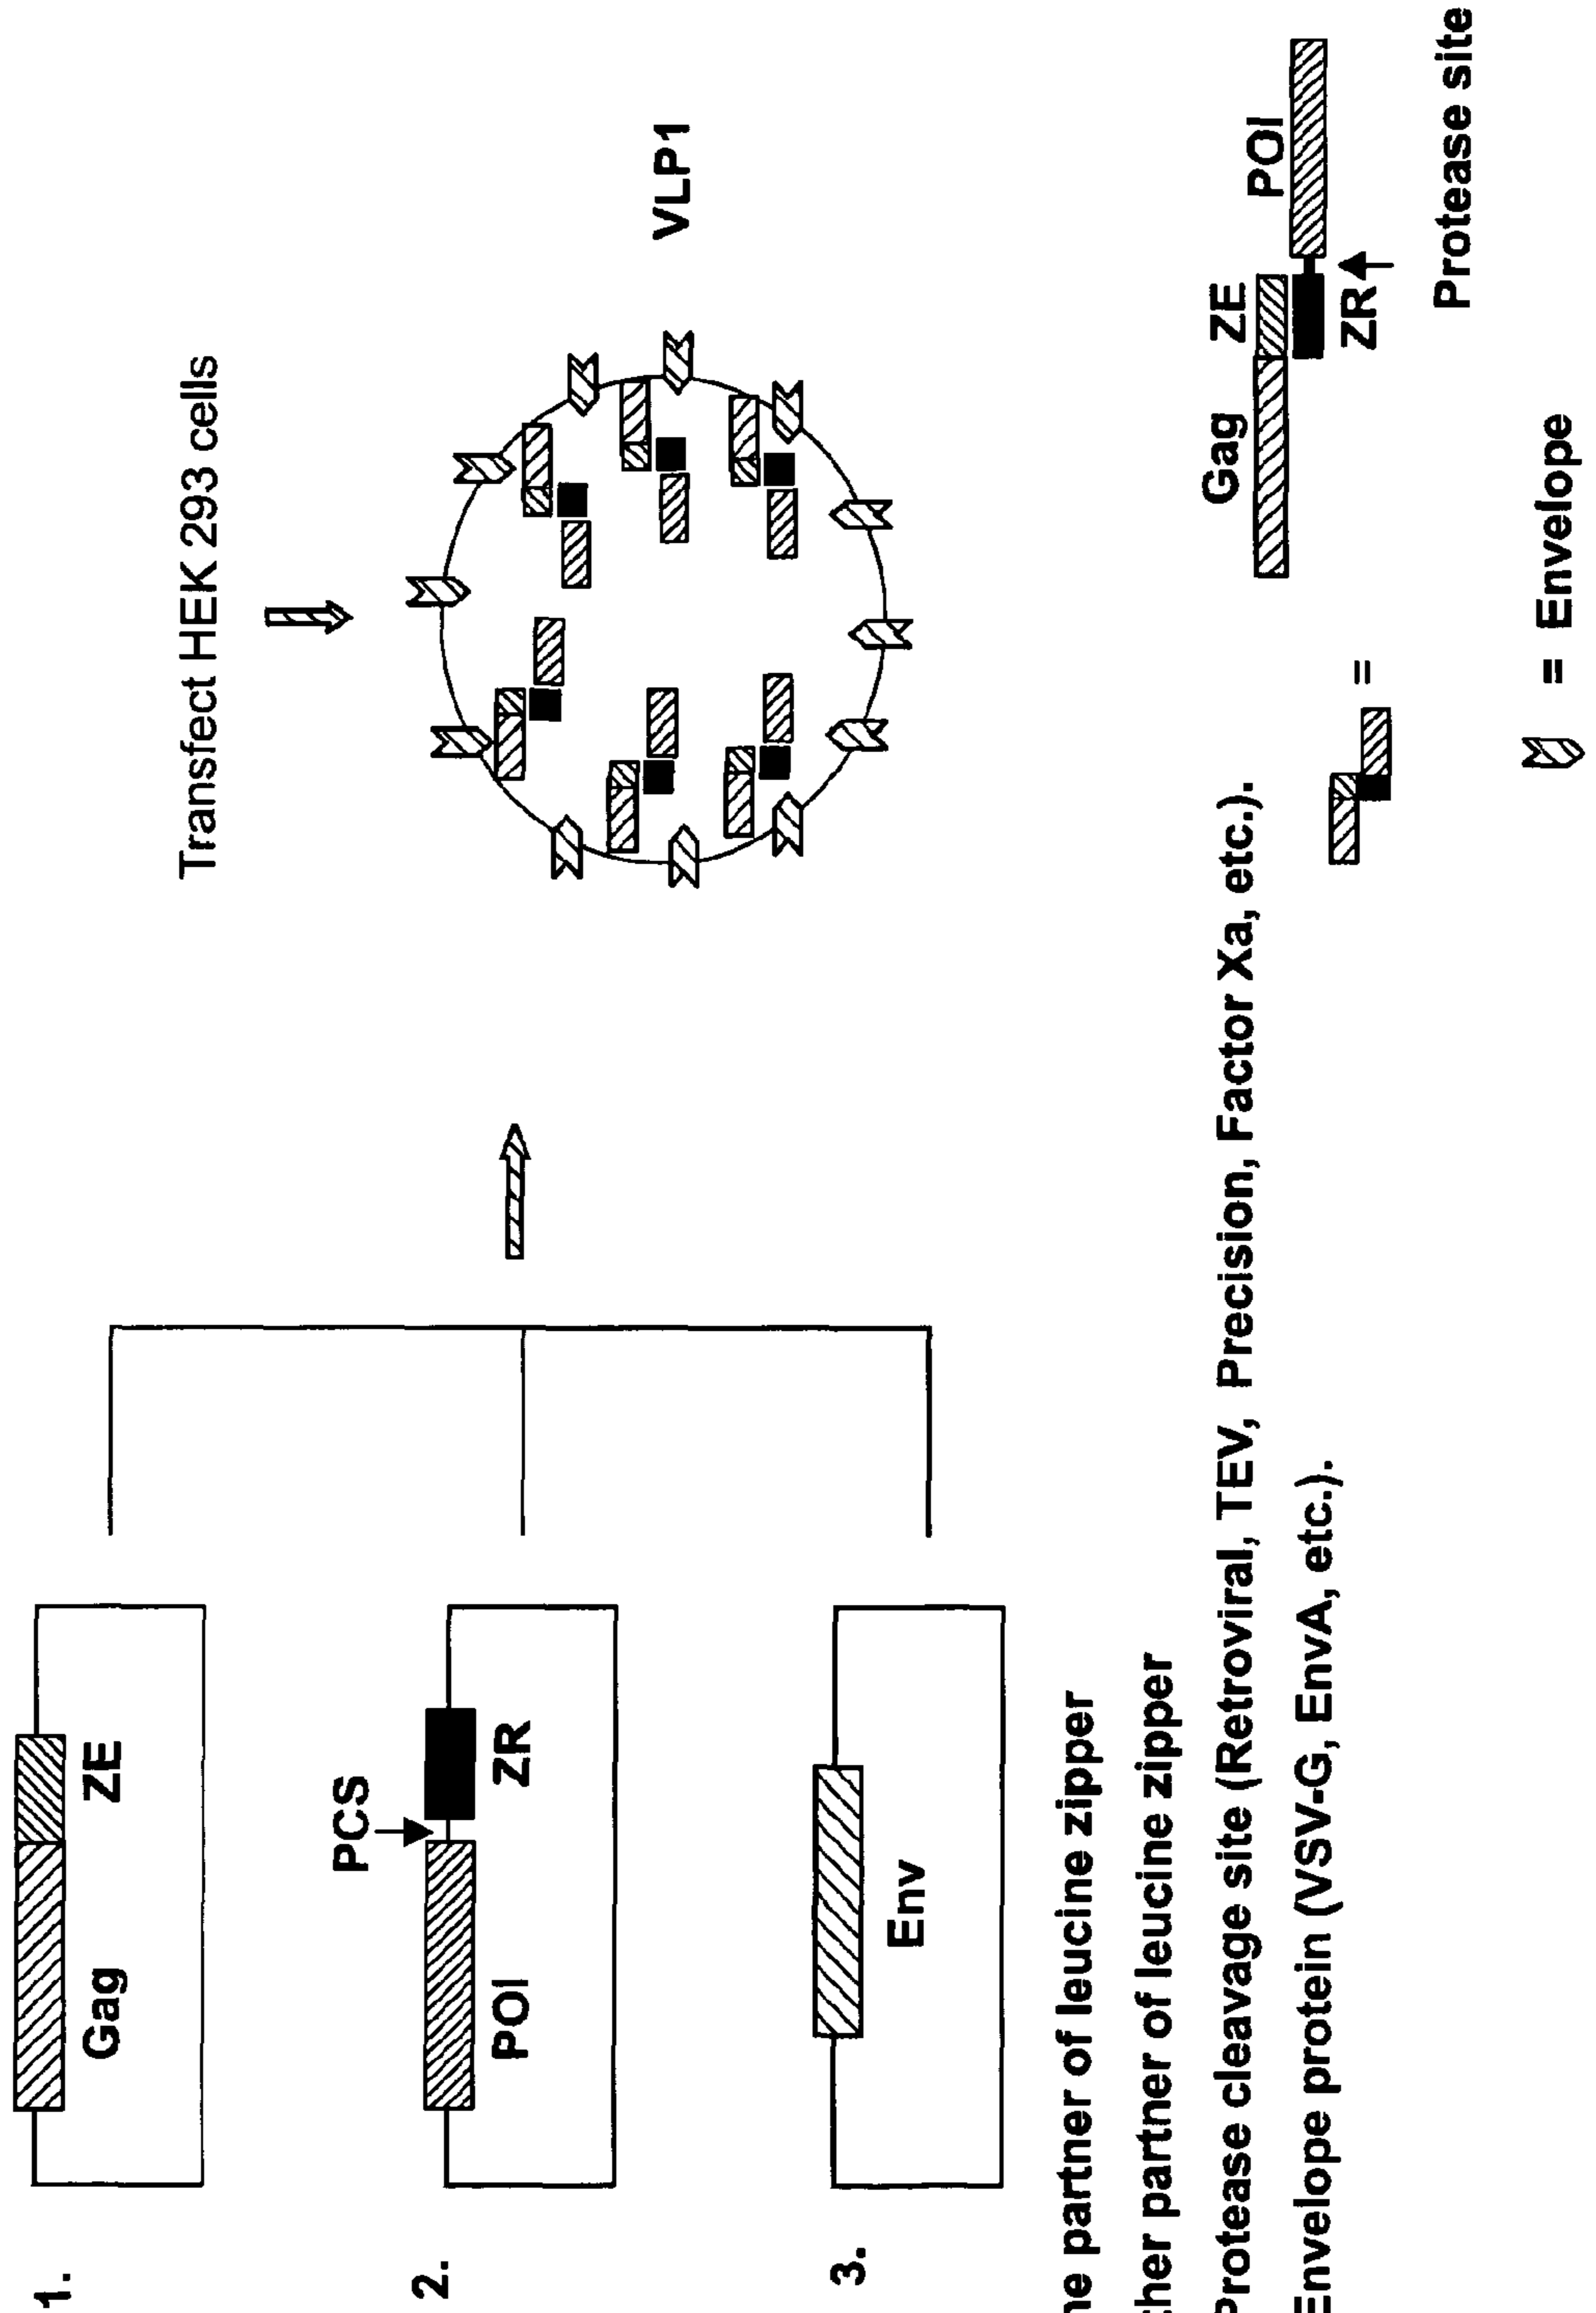 1.
Gag ZE
2.
PCS
POI ZR
3.
Env
Transfect HEK 293 cells
VLP1
partner of leucine zipper
partner of leucine zipper
Protease cleavage site (Retroviral, TEV, Precision, Factor Xa, etc.).
Envelope protein (VSV-G, EnvA, etc.).
=
Gag ZE
POI
ZR
Protease site
= Envelope